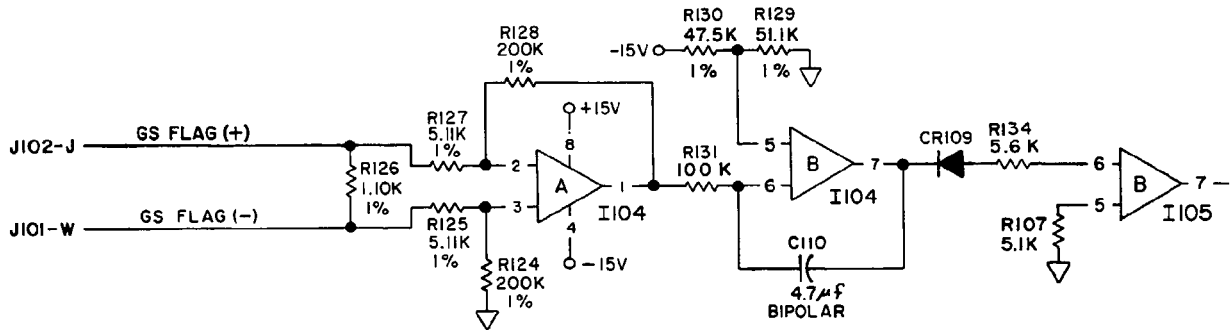 R128
200K
1%
R130
47.5K
1%
R129
51.1K
1%
-15V
+15V
8
R127
5.11K
1%
J102-J
GS FLAG (+)
R126
1.10K
1%
2
A
1
I104
3
4
-15V
J101-W
GS FLAG (-)
R125
5.11K
1%
R124
200K
1%
R131
100K
5
B
7
6
I104
C110
4.7μf
BIPOLAR
CR109
R134
5.6 K
6
B
7
5
I105
R107
5.1K